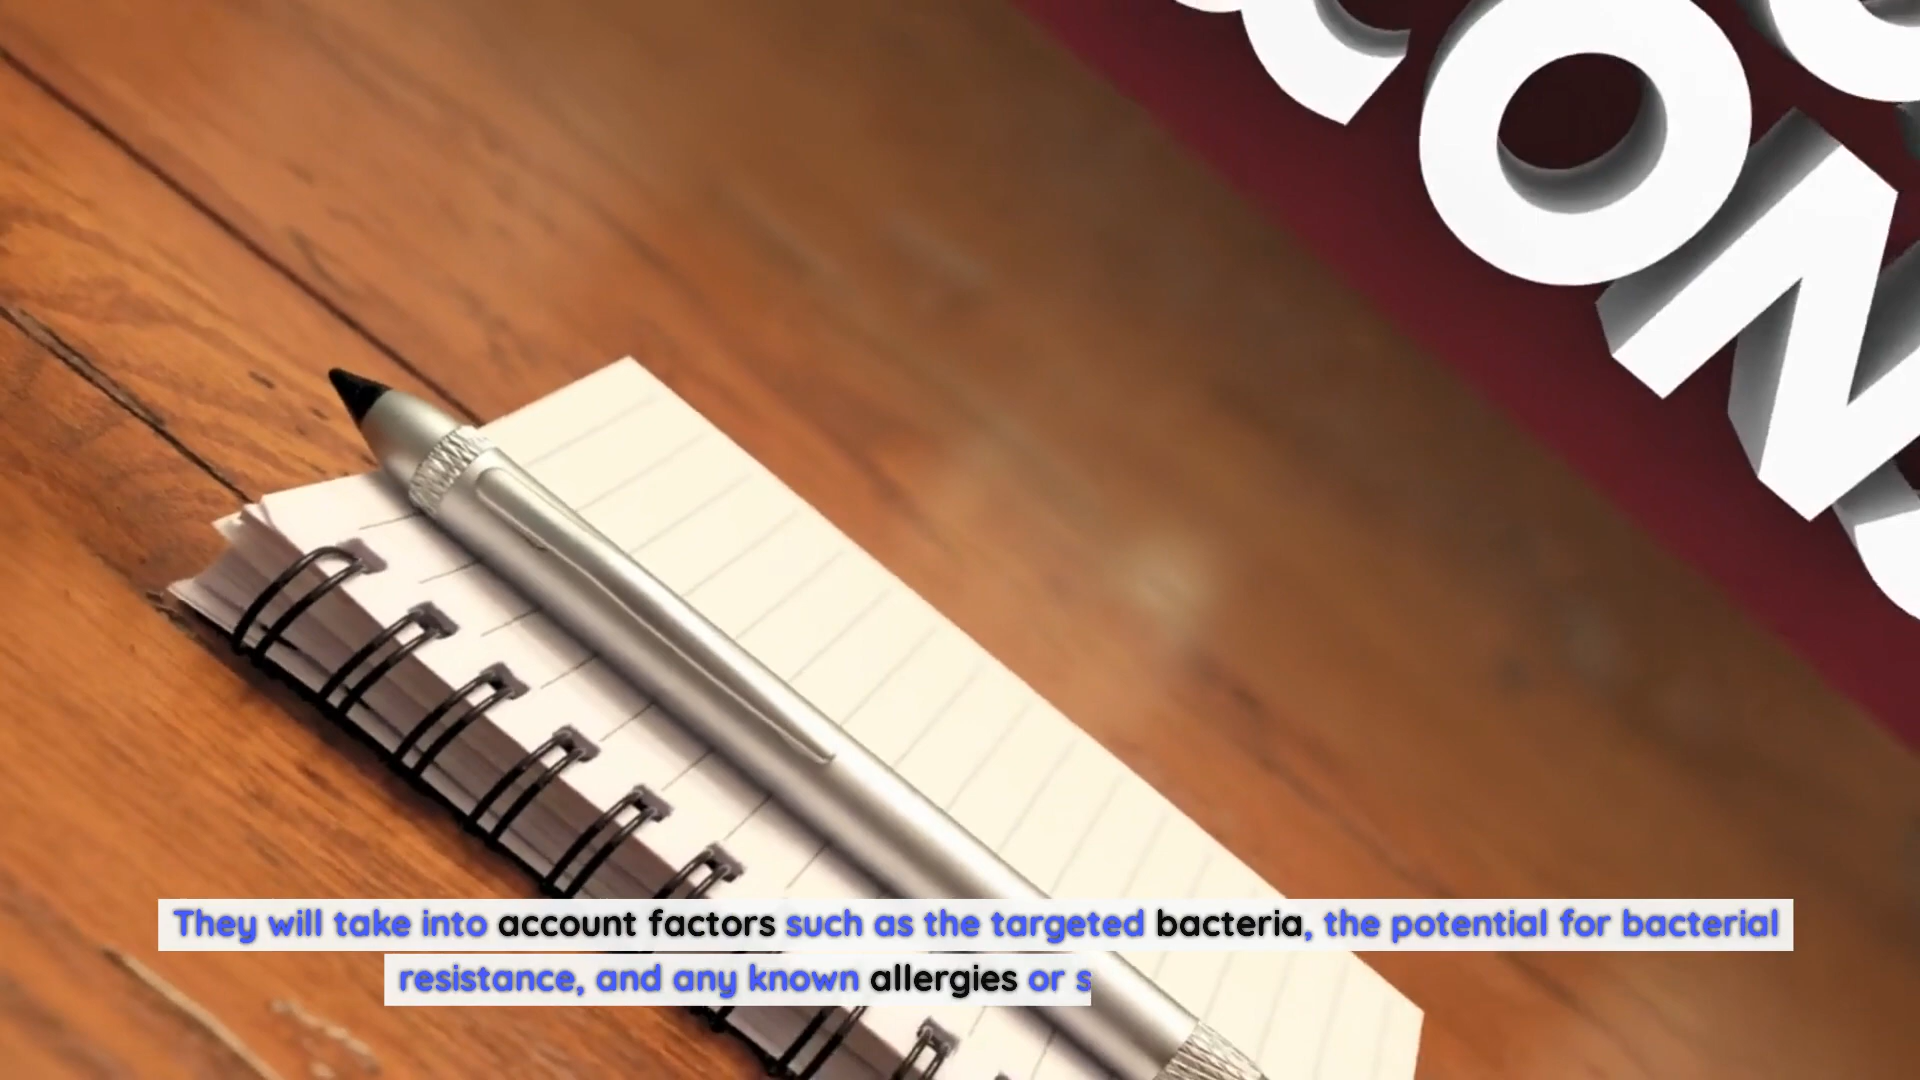 CONS
They will take into account factors such as the targeted bacteria, the potential for bacterial
resistance, and any known allergies or s